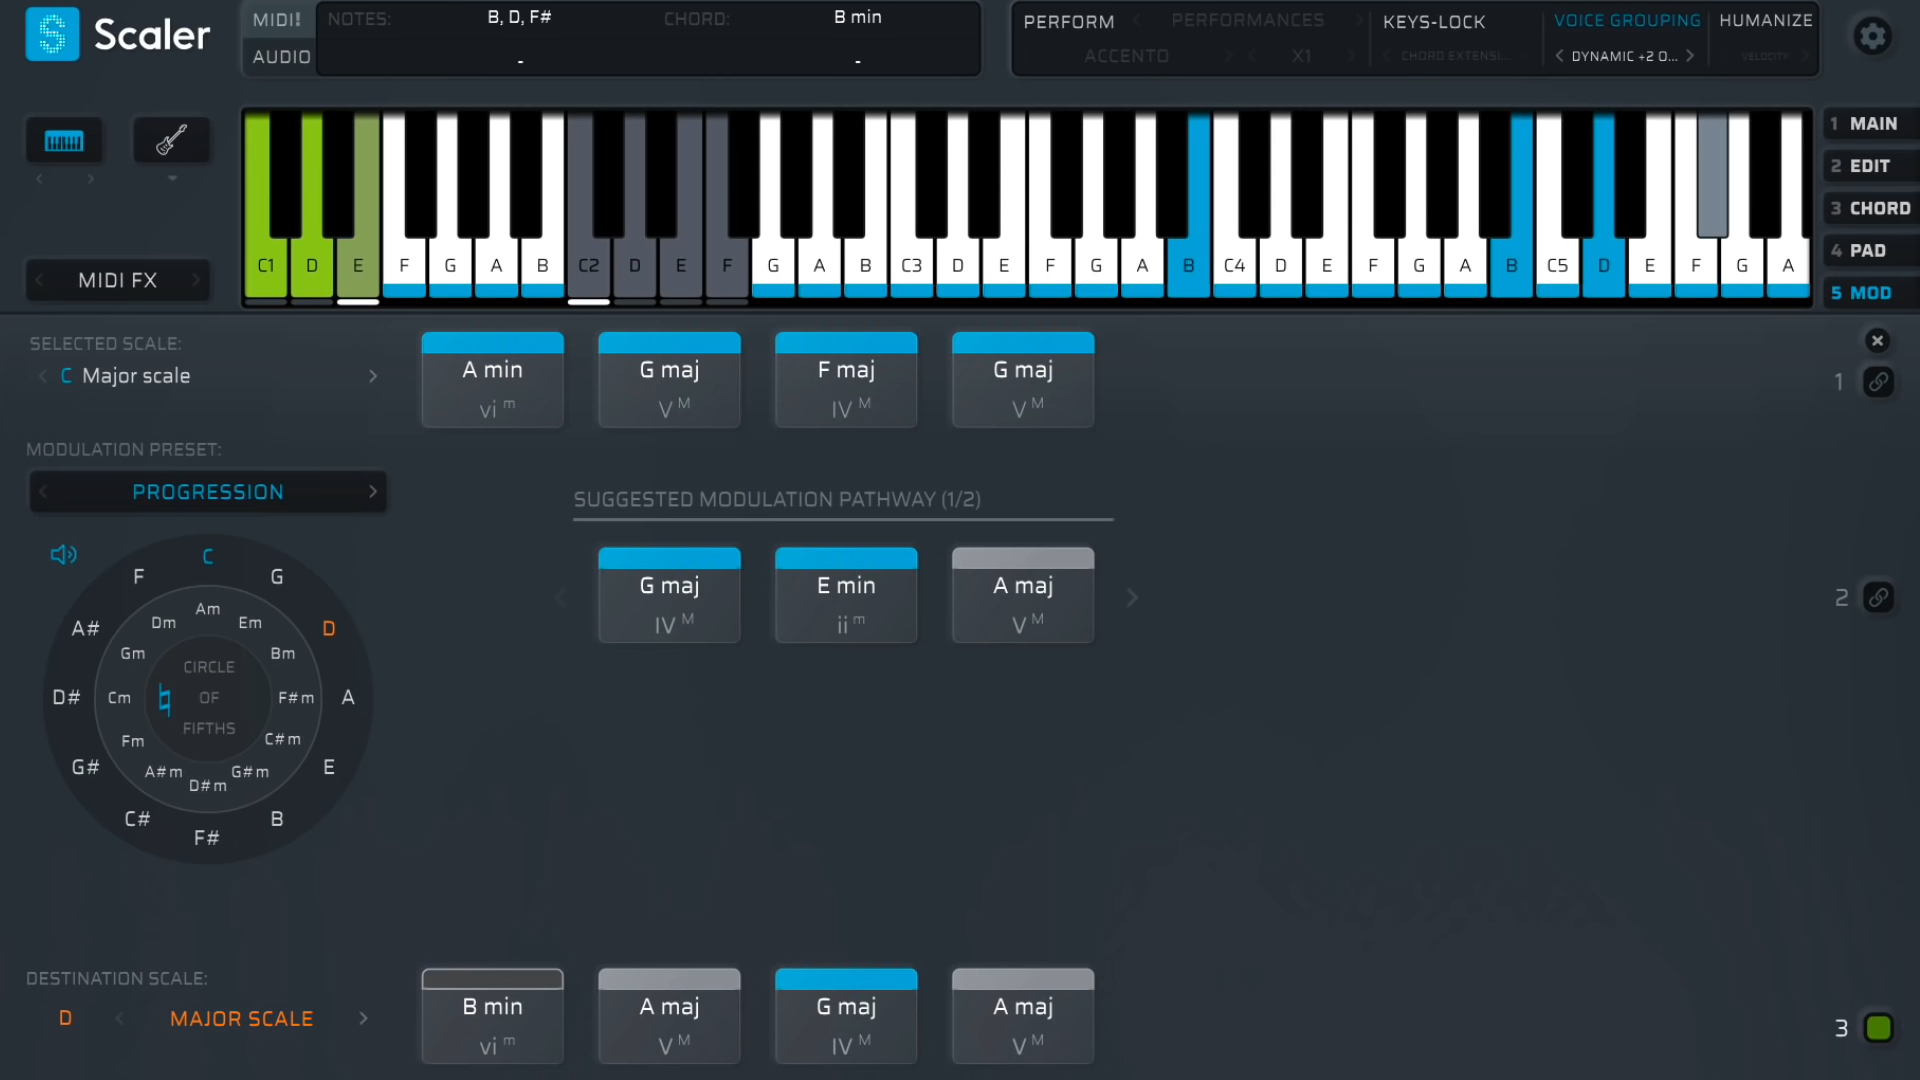 Scaler
MIDI!
NOTES:
B, D, F#
CHORD:
B min
AUDIO
-
-
PERFORM
PERFORMANCES
KEYS-LOCK
VOICE GROUPING
HUMANIZE
ACCENTO
X1
CHORD EXTENSI...
DYNAMIC +2 O...
VELOCITY
MIDI FX
C1 D E F G A B C2 D E F G A B C3 D E F G A B C4 D E F G A B C5 D E F G A
1 MAIN
2 EDIT
3 CHORD
4 PAD
5 MOD
SELECTED SCALE:
C Major scale
A min
vi m
G maj
V M
F maj
IV M
G maj
V M
1
MODULATION PRESET:
PROGRESSION
SUGGESTED MODULATION PATHWAY (1/2)
G maj
IV M
E min
ii m
A maj
V M
2
C
G
D
A
E
B
F#
C#
G#
D#
A#
F
Am
Em
Bm
F#m
C#m
G#m
D#m
A#m
Fm
Cm
Gm
Dm
CIRCLE
OF
FIFTHS
DESTINATION SCALE:
D
MAJOR SCALE
B min
vi m
A maj
V M
G maj
IV M
A maj
V M
3